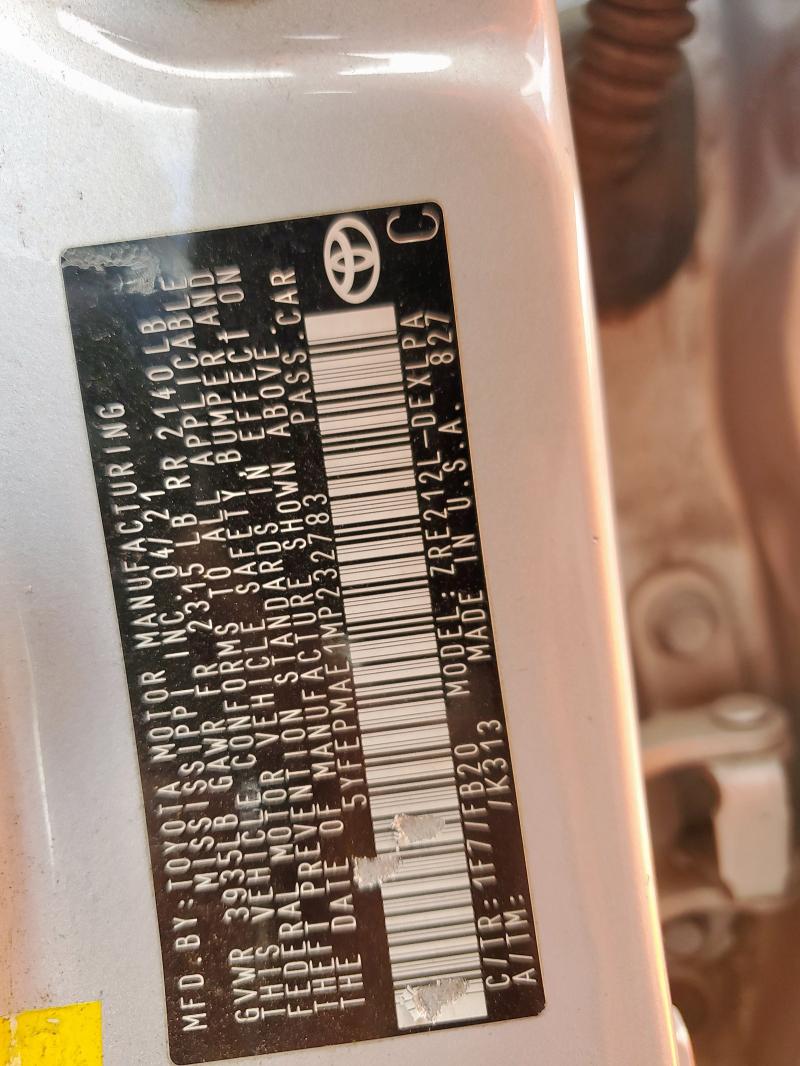 MFD.BY:TOYOTA MOTOR MANUFACTURING
MISSISSIPPI INC. 04/21
GVWR 3935LB GAWR FR 2315 LB RR 2140LB
THIS VEHICLE CONFORMS TO ALL APPLICABLE
FEDERAL MOTOR VEHICLE SAFETY BUMPER AND
THEFT PREVENTION STANDARDS IN EFFECT ON
THE DATE OF MANUFACTURE SHOWN ABOVE.
5YFEPMAE1MP232783 PASS.CAR
C
MODEL: ZRE212L-DEXLPA
MADE IN U.S.A. 827
C/TR: 1F7/FB20
A/TM: /K313